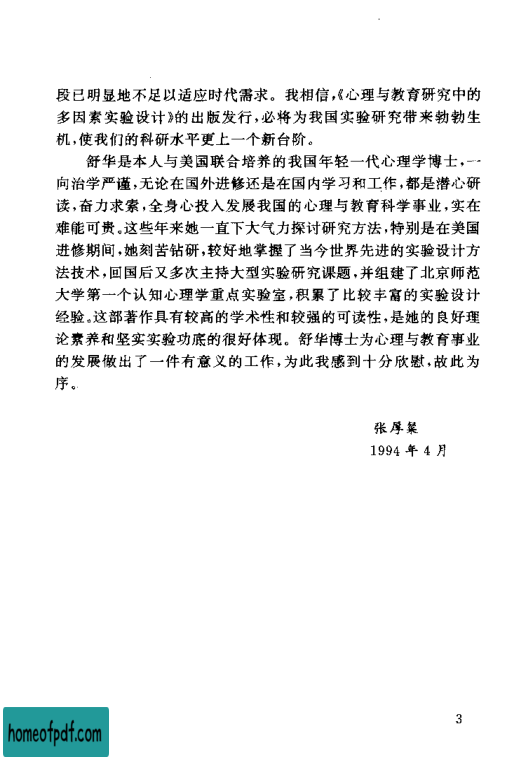 段已明显地不足以适应时代需求。我相信,《心理与教育研究中的
多因素实验设计》的出版发行,必将为我国实验研究带来勃勃生
机,使我们的科研水平更上一个新台阶。
舒华是本人与美国联合培养的我国年轻一代心理学博士,一
向治学严谨,无论在国外进修还是在国内学习和工作,都是潜心研
读,奋力求索,全身心投入发展我国的心理与教育科学事业,实在
难能可贵。这些年来她一直下大气力探讨研究方法,特别是在美国
进修期间,她刻苦钻研,较好地掌握了当今世界先进的实验设计方
法技术,回国后又多次主持大型实验研究课题,并组建了北京师范
大学第一个认知心理学重点实验室,积累了比较丰富的实验设计
经验。这部著作具有较高的学术性和较强的可读性,是她的良好理
论素养和坚实实验功底的很好体现。舒华博士为心理与教育事业
的发展做出了一件有意义的工作,为此我感到十分欣慰,故此为
序。
张厚粲
1994 年 4 月
3
homeofpdf.com